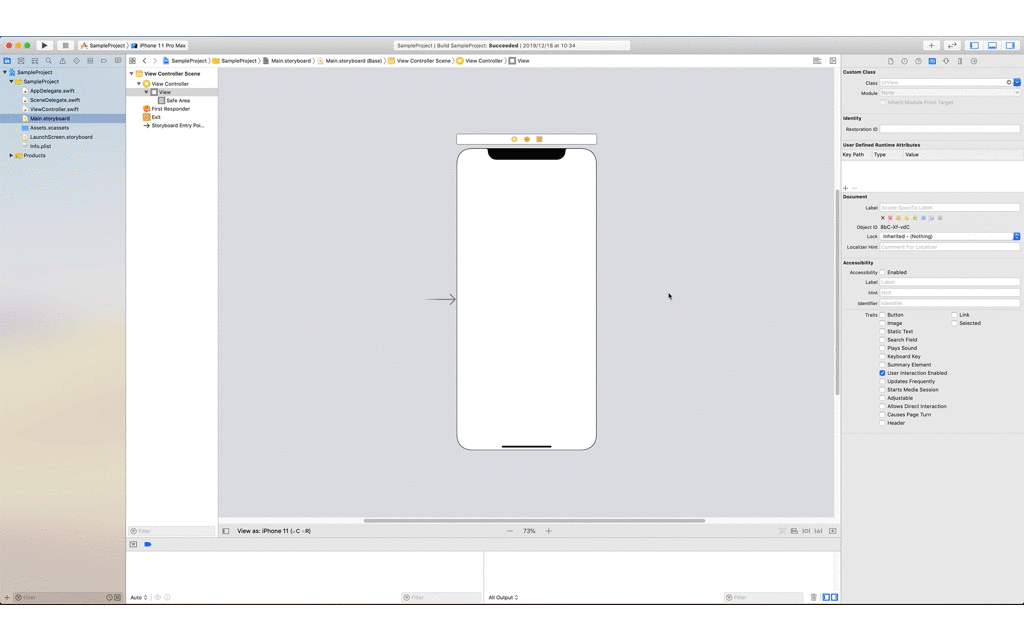 SampleProject
iPhone 11 Pro Max
SampleProject | Build SampleProject: Succeeded | 2019/12/18 at 10:34
SampleProject
SampleProject
AppDelegate.swift
SceneDelegate.swift
ViewController.swift
Main.storyboard
Assets.xcassets
LaunchScreen.storyboard
Info.plist
Products
Filter
SampleProject
SampleProject
Main.storyboard
Main.storyboard (Base)
View Controller Scene
View Controller
View
View Controller Scene
View Controller
View
Safe Area
First Responder
Exit
Storyboard Entry Poi...
Filter
View as: iPhone 11
73%
Auto
Filter
All Output
Filter
Custom Class
Class UIView
Module None
Inherit Module From Target
Identity
Restoration ID
User Defined Runtime Attributes
Key Path Type Value
Document
Label Xcode Specific Label
Object ID 8bC-Xf-vdC
Lock Inherited - (Nothing)
Localizer Hint Comment For Localizer
Accessibility
Accessibility Enabled
Label Label
Hint Hint
Identifier Identifier
Traits Button Link
Image Selected
Static Text
Search Field
Plays Sound
Keyboard Key
Summary Element
User Interaction Enabled
Updates Frequently
Starts Media Session
Adjustable
Allows Direct Interaction
Causes Page Turn
Header